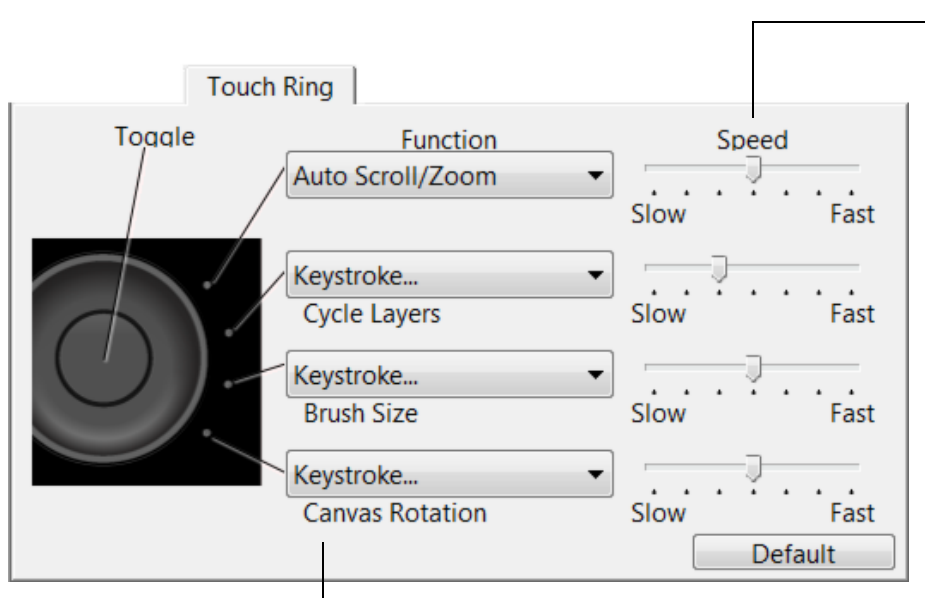 Touch Ring
Toggle Function Speed
Auto Scroll/Zoom
Slow Fast
Keystroke...
Cycle Layers Slow Fast
Keystroke...
Brush Size Slow Fast
Keystroke...
Canvas Rotation Slow Fast
Default